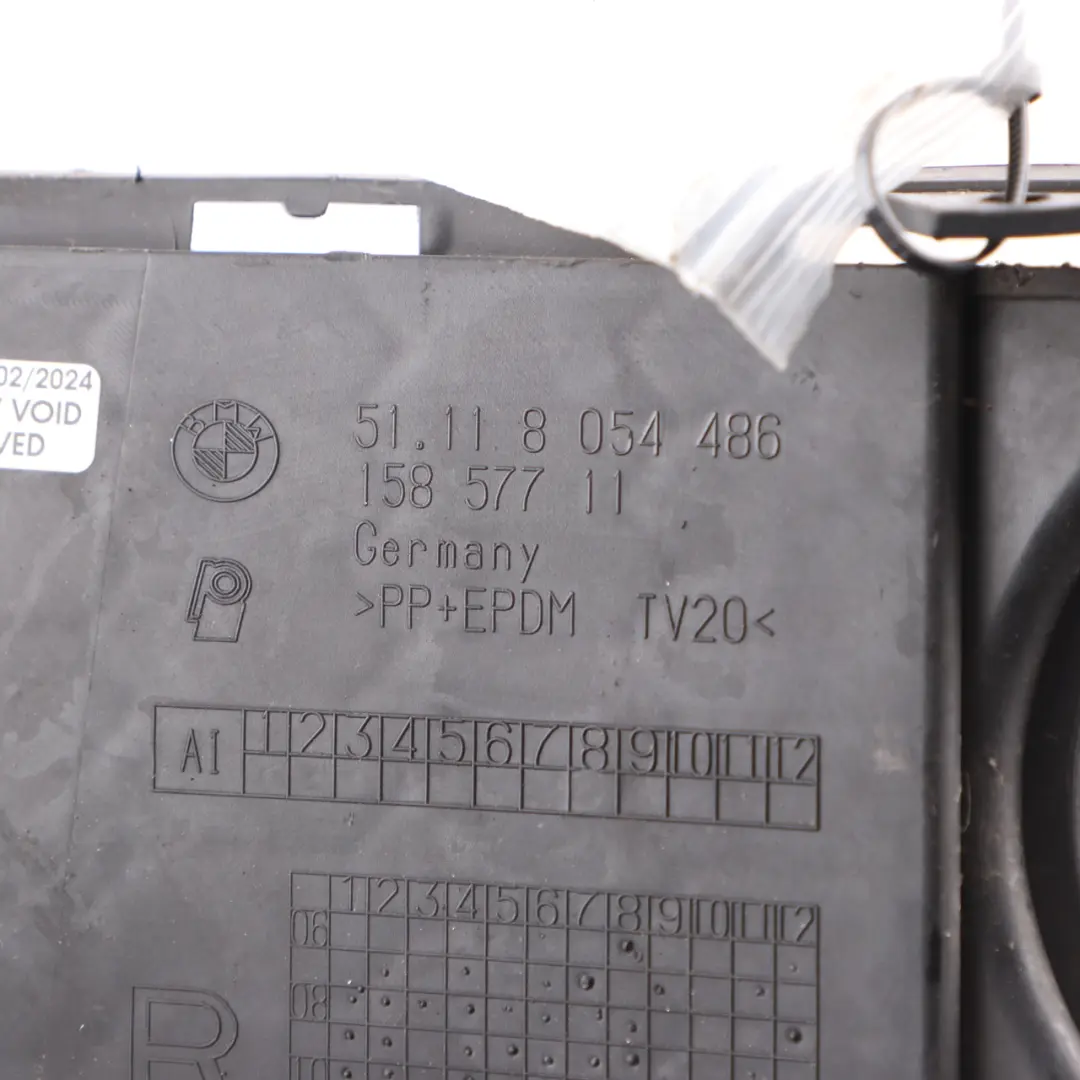 02/2024
VOID
VED
BMW
51.11 8 054 486
158 577 11
Germany
>PP+EPDM TV20<
AI 1 2 3 4 5 6 7 8 9 10 11 12
1 2 3 4 5 6 7 8 9 10 11 12
06
08
10
R